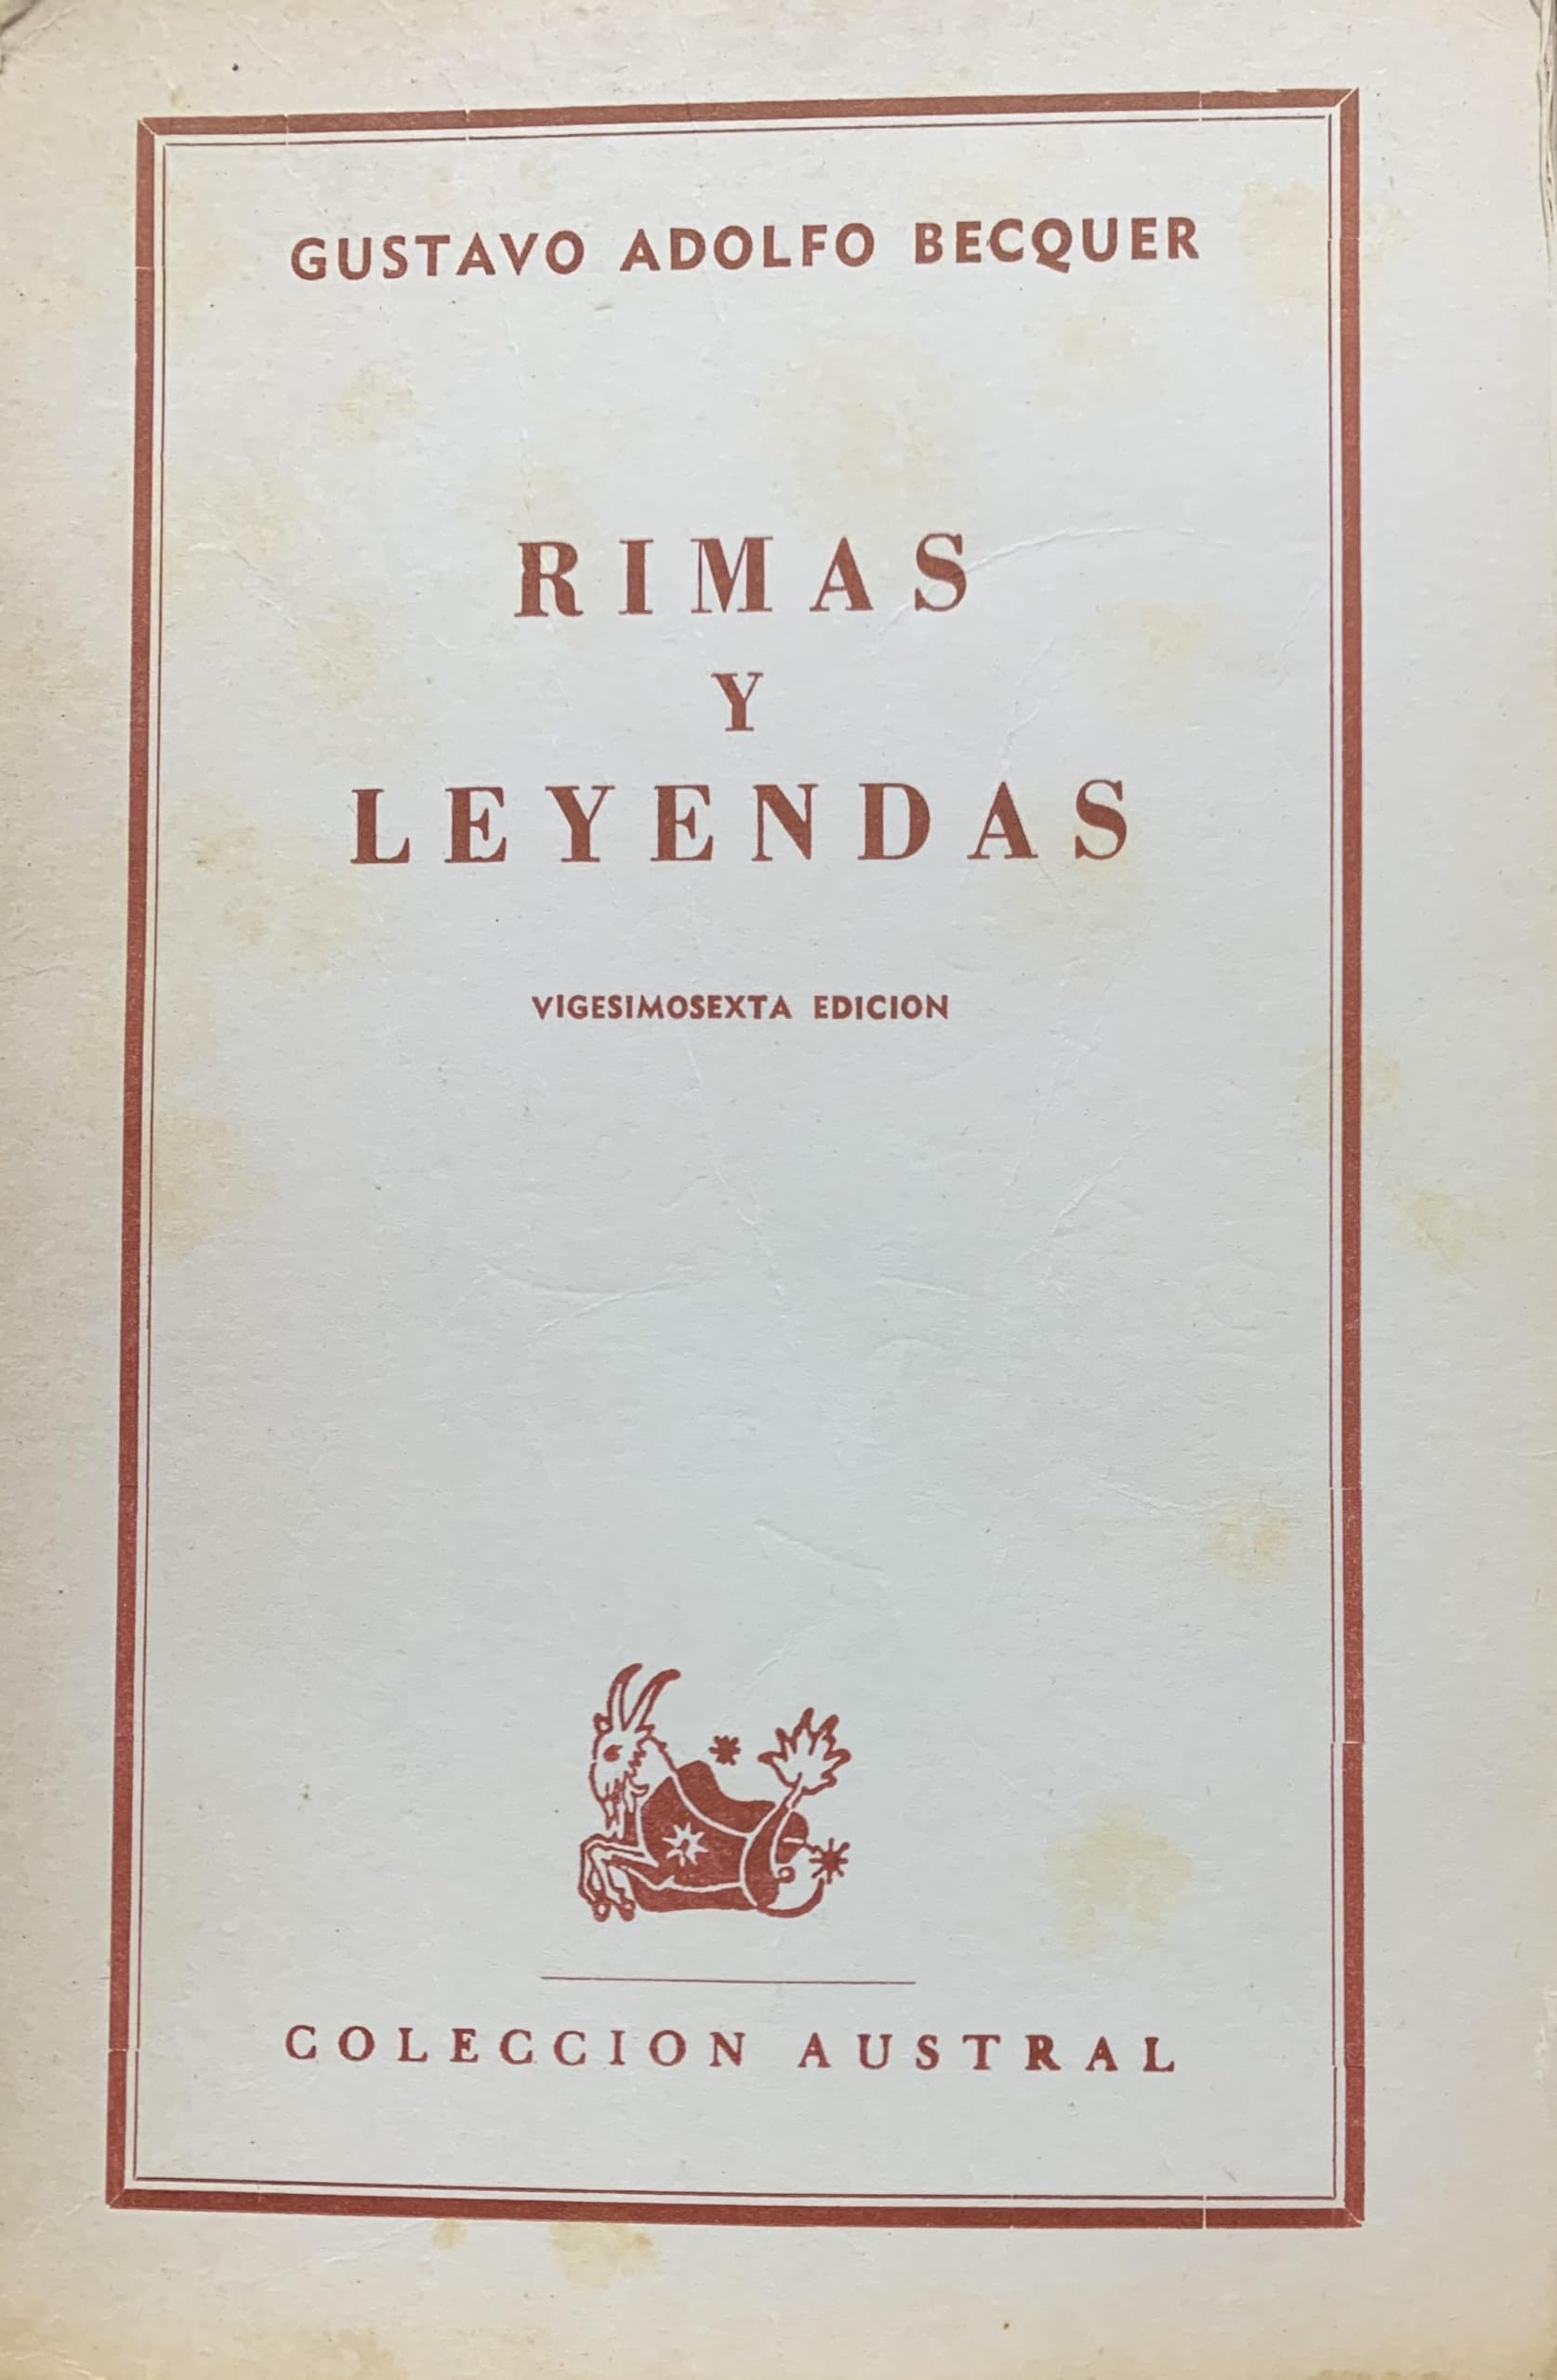 GUSTAVO ADOLFO BECQUER
RIMAS
Y
LEYENDAS
VIGESIMOSEXTA EDICION
COLECCION AUSTRAL